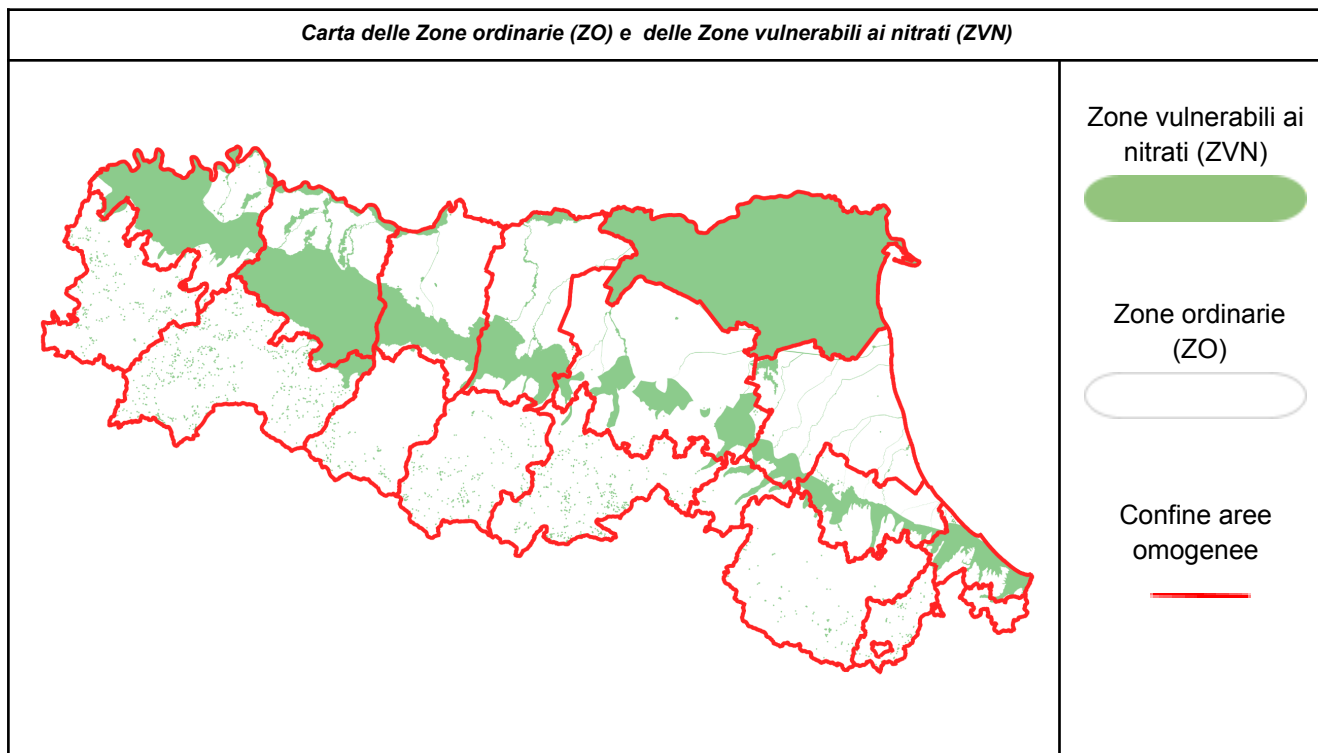 Carta delle Zone ordinarie (ZO) e delle Zone vulnerabili ai nitrati (ZVN)
Zone vulnerabili ai
nitrati (ZVN)
Zone ordinarie
(ZO)
Confine aree
omogenee